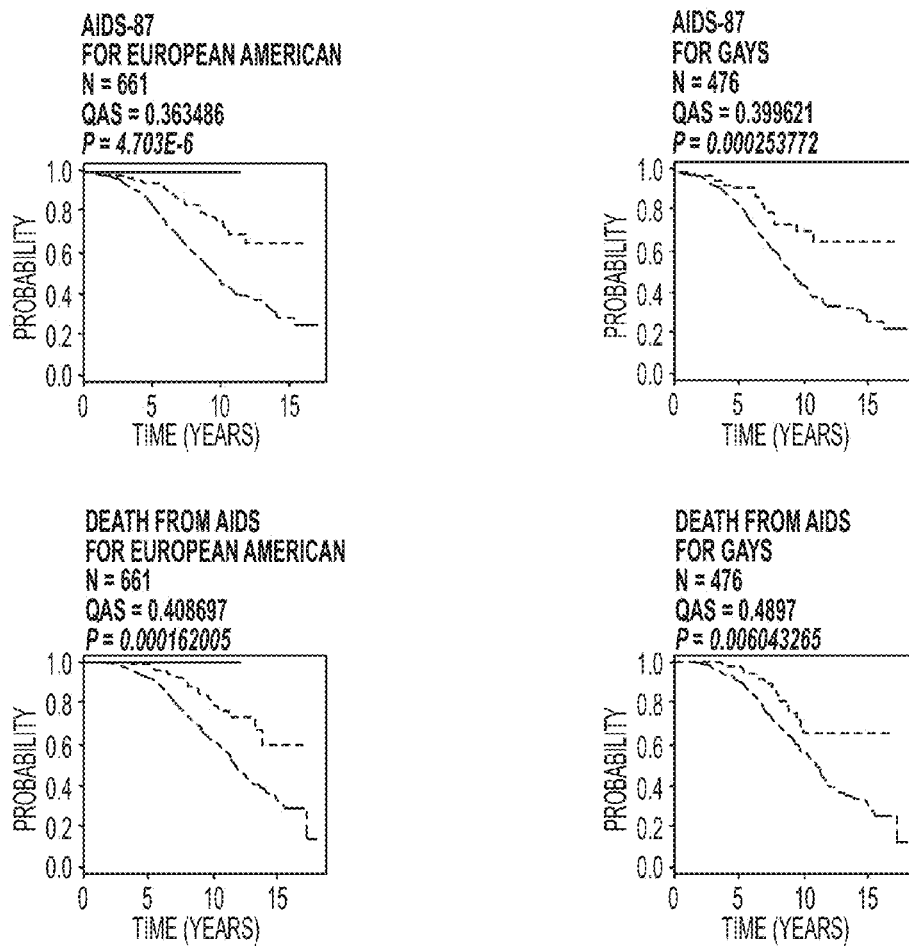 AIDS-87
FOR EUROPEAN AMERICAN
N = 661
QAS = 0.363486
P = 4.703E-6
1.0
0.8
0.6
0.4
0.2
0.0
PROBABILITY
0 5 10 15
TIME (YEARS)
AIDS-87
FOR GAYS
N = 476
QAS = 0.399621
P = 0.000253772
1.0
0.8
0.6
0.4
0.2
0.0
PROBABILITY
0 5 10 15
TIME (YEARS)
DEATH FROM AIDS
FOR EUROPEAN AMERICAN
N = 661
QAS = 0.408697
P = 0.000162005
1.0
0.8
0.6
0.4
0.2
0.0
PROBABILITY
0 5 10 15
TIME (YEARS)
DEATH FROM AIDS
FOR GAYS
N = 476
QAS = 0.4897
P = 0.006043265
1.0
0.8
0.6
0.4
0.2
0.0
PROBABILITY
0 5 10 15
TIME (YEARS)